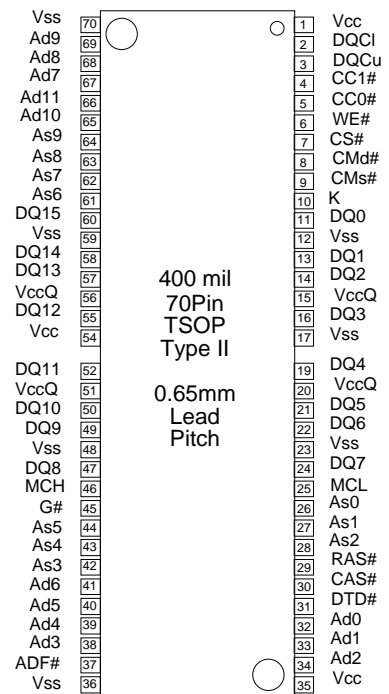 Vss 70
Ad9 69
Ad8 68
Ad7 67
Ad11 66
Ad10 65
As9 64
As8 63
As7 62
As6 61
DQ15 60
Vss 59
DQ14 58
DQ13 57
VccQ 56
DQ12 55
Vcc 54
DQ11 52
VccQ 51
DQ10 50
DQ9 49
Vss 48
DQ8 47
MCH 46
G# 45
As5 44
As4 43
As3 42
Ad6 41
Ad5 40
Ad4 39
Ad3 38
ADF# 37
Vss 36
400 mil
70Pin
TSOP
Type II
0.65mm
Lead
Pitch
1 Vcc
2 DQCl
3 DQCu
4 CC1#
5 CC0#
6 WE#
7 CS#
8 CMd#
9 CMs#
10 K
11 DQ0
12 Vss
13 DQ1
14 DQ2
15 VccQ
16 DQ3
17 Vss
19 DQ4
20 VccQ
21 DQ5
22 DQ6
23 Vss
24 DQ7
25 MCL
26 As0
27 As1
28 As2
29 RAS#
30 CAS#
31 DTD#
32 Ad0
33 Ad1
34 Ad2
35 Vcc